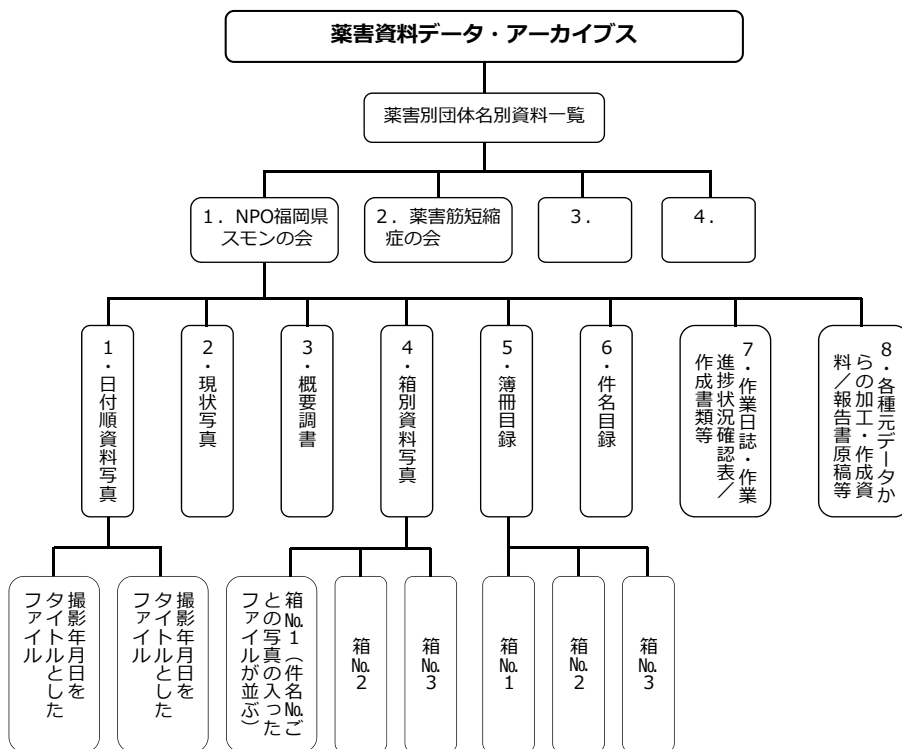 薬害資料データ・アーカイブス
薬害別団体名別資料一覧
1．NPO福岡県
スモンの会
2．薬害筋短縮
症の会
3．
4．
1・日付順資料写真
2・現状写真
3・概要調書
4・箱別資料写真
5・簿冊目録
6・件名目録
7・作業日誌・作業
進捗状況確認表／
作成書類等
8・各種元データか
らの加工・作成資
料／報告書原稿等
撮影年月日を
タイトルとした
ファイル
撮影年月日を
タイトルとした
ファイル
箱№1（件名№ご
との写真の入った
ファイルが並ぶ）
箱№2
箱№3
箱№1
箱№2
箱№3